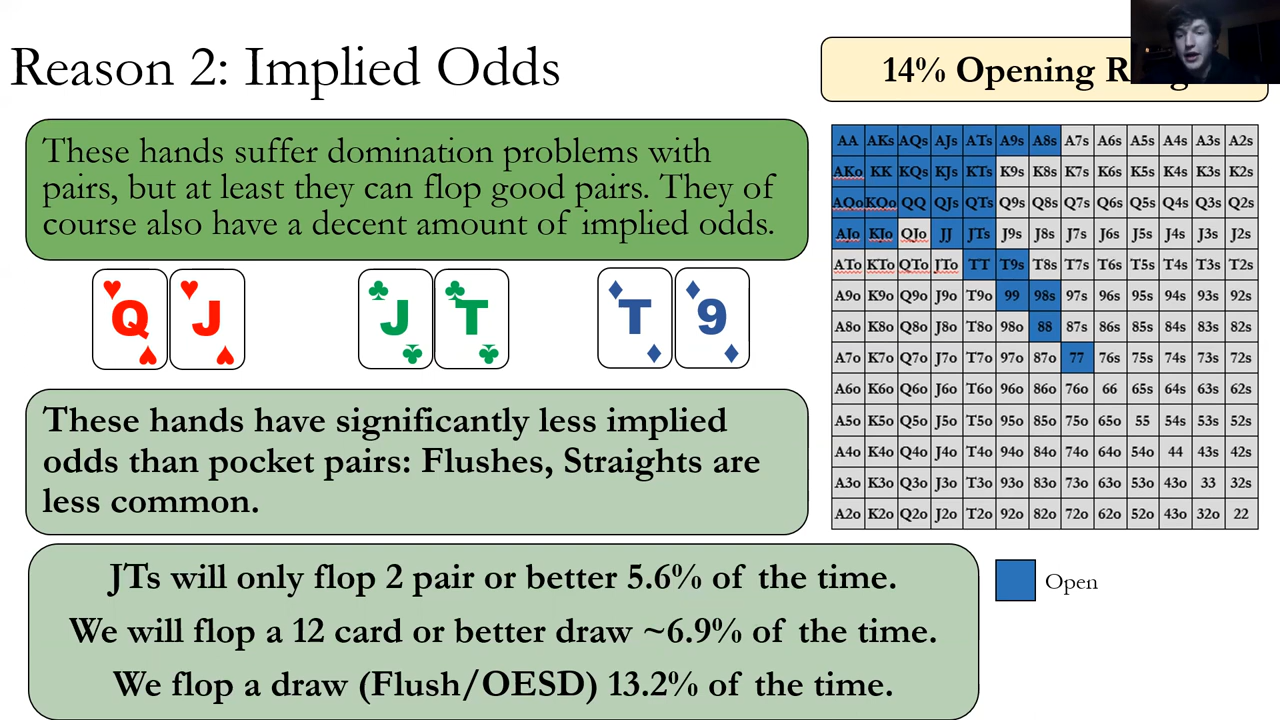 Reason 2: Implied Odds
14% Opening R
These hands suffer domination problems with
pairs, but at least they can flop good pairs. They of
course also have a decent amount of implied odds.
Q J J T T 9
These hands have significantly less implied
odds than pocket pairs: Flushes, Straights are
less common.
JTs will only flop 2 pair or better 5.6% of the time.
We will flop a 12 card or better draw ~6.9% of the time.
We flop a draw (Flush/OESD) 13.2% of the time.
AA AKs AQs AJs ATs A9s A8s A7s A6s A5s A4s A3s A2s
AKo KK KQs KJs KTs K9s K8s K7s K6s K5s K4s K3s K2s
AQo KQo QQ QJs QTs Q9s Q8s Q7s Q6s Q5s Q4s Q3s Q2s
AJo KJo QJo JJ JTs J9s J8s J7s J6s J5s J4s J3s J2s
ATo KTo QTo JTo TT T9s T8s T7s T6s T5s T4s T3s T2s
A9o K9o Q9o J9o T9o 99 98s 97s 96s 95s 94s 93s 92s
A8o K8o Q8o J8o T8o 98o 88 87s 86s 85s 84s 83s 82s
A7o K7o Q7o J7o T7o 97o 87o 77 76s 75s 74s 73s 72s
A6o K6o Q6o J6o T6o 96o 86o 76o 66 65s 64s 63s 62s
A5o K5o Q5o J5o T5o 95o 85o 75o 65o 55 54s 53s 52s
A4o K4o Q4o J4o T4o 94o 84o 74o 64o 54o 44 43s 42s
A3o K3o Q3o J3o T3o 93o 83o 73o 63o 53o 43o 33 32s
A2o K2o Q2o J2o T2o 92o 82o 72o 62o 52o 42o 32o 22
Open